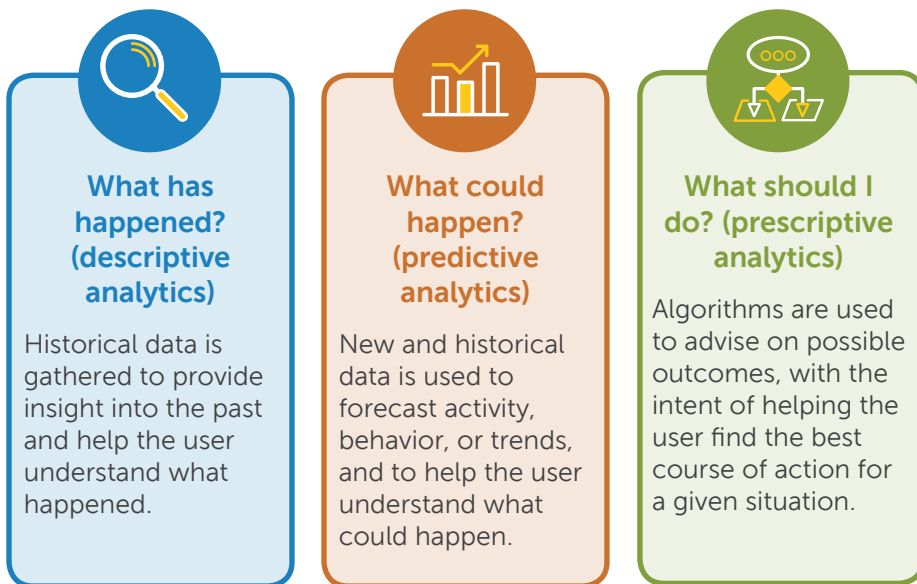 What has
happened?
(descriptive
analytics)
Historical data is
gathered to provide
insight into the past
and help the user
understand what
happened.
What could
happen?
(predictive
analytics)
New and historical
data is used to
forecast activity,
behavior, or trends,
and to help the user
understand what
could happen.
What should I
do? (prescriptive
analytics)
Algorithms are used
to advise on possible
outcomes, with the
intent of helping the
user find the best
course of action for
a given situation.